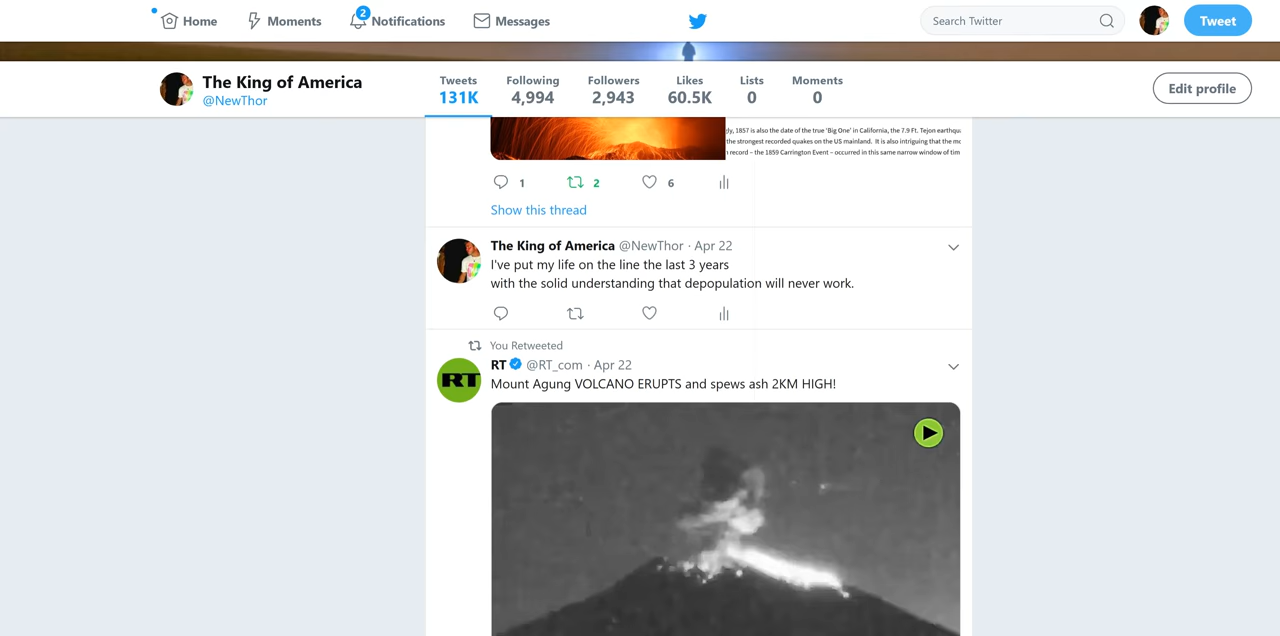 Home
Moments
2
Notifications
Messages
Search Twitter
Tweet
The King of America
@NewThor
Tweets
131K
Following
4,994
Followers
2,943
Likes
60.5K
Lists
0
Moments
0
Edit profile
1857 is also the date of the true 'Big One' in California, the 7.9 Ft. Tejon
the strongest recorded quakes on the US mainland. It is also intriguing that the
record – the 1859 Carrington Event – occurred in this same narrow window of
1
2
6
Show this thread
The King of America @NewThor · Apr 22
I've put my life on the line the last 3 years
with the solid understanding that depopulation will never work.
You Retweeted
RT @RT_com · Apr 22
RT
Mount Agung VOLCANO ERUPTS and spews ash 2KM HIGH!